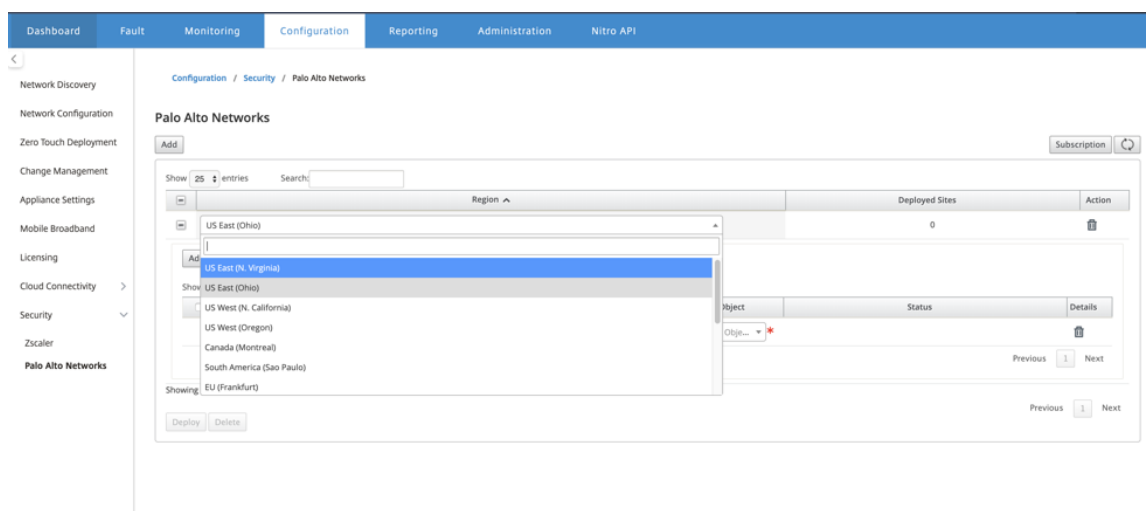 Dashboard Fault Monitoring Configuration Reporting Administration Nitro API
Network Discovery
Network Configuration
Zero Touch Deployment
Change Management
Appliance Settings
Mobile Broadband
Licensing
Cloud Connectivity
Security
Zscaler
Palo Alto Networks
Configuration / Security / Palo Alto Networks
Palo Alto Networks
Add Subscription
Show 25 entries Search:
Region Deployed Sites Action
US East (Ohio) 0
US East (N. Virginia)
US East (Ohio)
US West (N. California)
US West (Oregon)
Canada (Montreal)
South America (Sao Paulo)
EU (Frankfurt)
Status Details
Obje... *
Previous 1 Next
Showing
Previous 1 Next
Deploy Delete